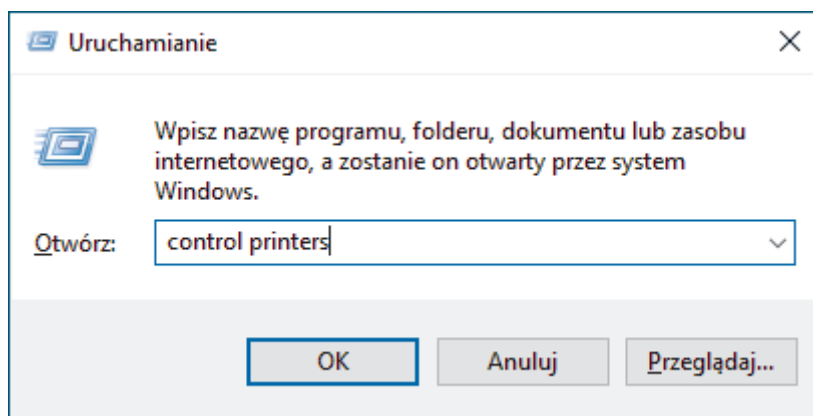 Uruchamianie
Wpisz nazwę programu, folderu, dokumentu lub zasobu
internetowego, a zostanie on otwarty przez system
Windows.
Otwórz: control printers
OK Anuluj Przeglądaj...